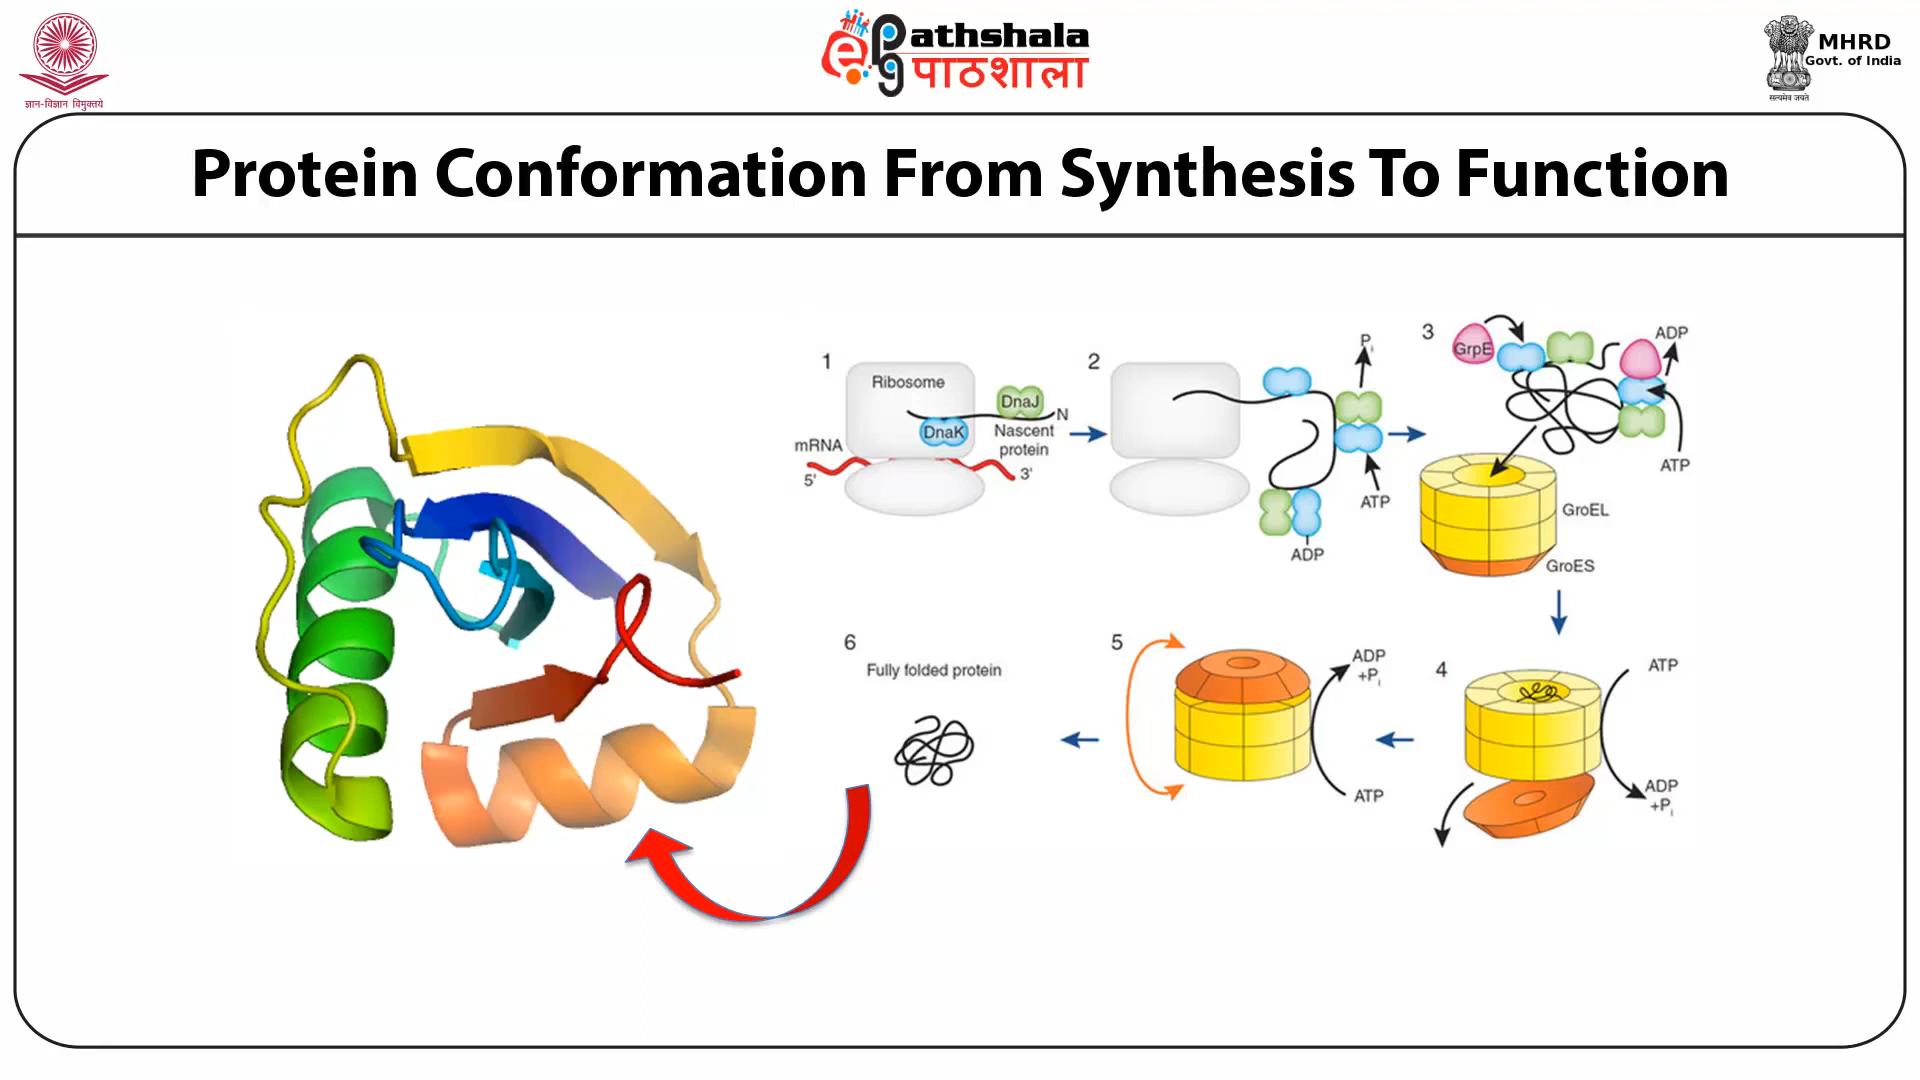 ज्ञान-विज्ञान विमुक्तये
ePathshala
पाठशाला
MHRD
Govt. of India
सत्यमेव जयते
Protein Conformation From Synthesis To Function
1
Ribosome
DnaJ
N
DnaK
Nascent
protein
mRNA
5'
3'
2
Pi
ATP
ADP
3
GrpE
ADP
ATP
GroEL
GroES
4
ATP
ADP
+Pi
5
ADP
+Pi
ATP
6
Fully folded protein